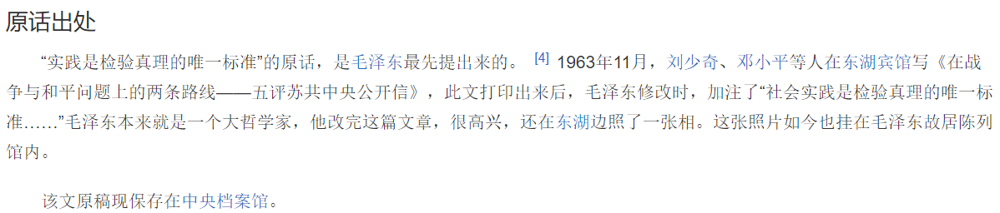 原话出处
“实践是检验真理的唯一标准”的原话，是毛泽东最先提出来的。 [4] 1963年11月，刘少奇、邓小平等人在东湖宾馆写《在战
争与和平问题上的两条路线——五评苏共中央公开信》，此文打印出来后，毛泽东修改时，加注了“社会实践是检验真理的唯一标
准……”毛泽东本来就是一个大哲学家，他改完这篇文章，很高兴，还在东湖边照了一张相。这张照片如今也挂在毛泽东故居陈列
馆内。
该文原稿现保存在中央档案馆。